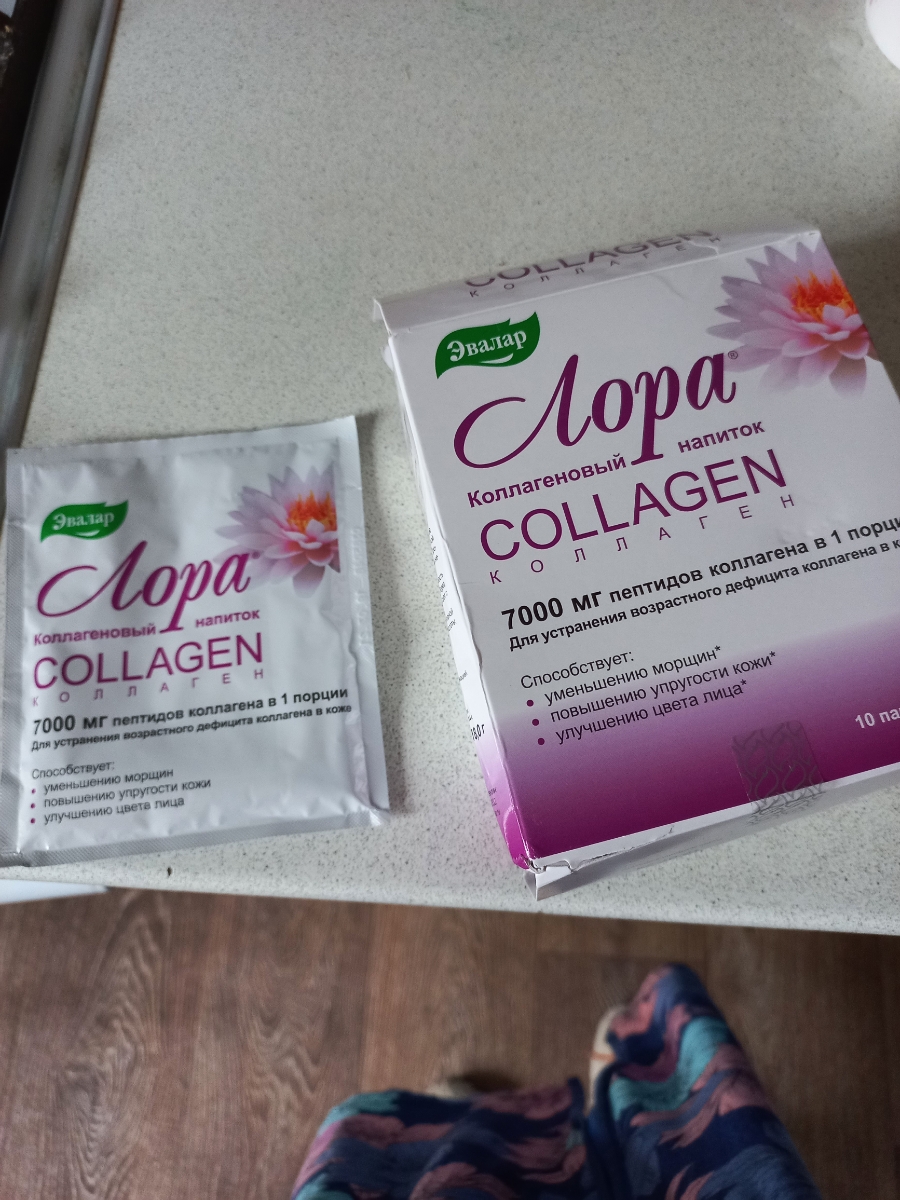 Эвалар
Лора®
Коллагеновый напиток
COLLAGEN
КОЛЛАГЕН
7000 мг пептидов коллагена в 1 порции
Для устранения возрастного дефицита коллагена в коже
Способствует:
• уменьшению морщин
• повышению упругости кожи
• улучшению цвета лица
COLLAGEN
КОЛЛАГЕН
Эвалар
Лора®
Коллагеновый напиток
COLLAGEN
КОЛЛАГЕН
7000 мг пептидов коллагена в 1 порци
Для устранения возрастного дефицита коллагена в к
Способствует:
• уменьшению морщин*
• повышению упругости кожи*
• улучшению цвета лица*
10 па